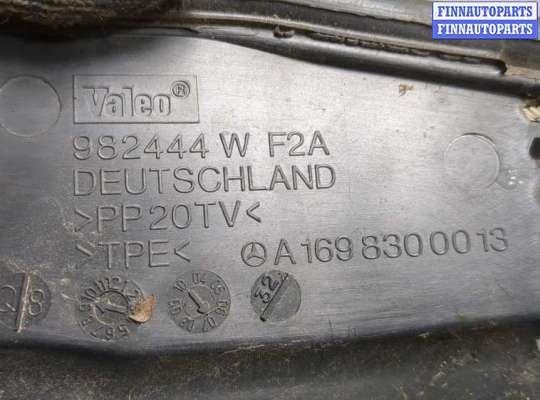 FINNAUTOPARTS
FINNAUTOPARTS
Valeo®
982444 W F2A
DEUTSCHLAND
>PP20TV<
>TPE< A 169 830 00 13
32